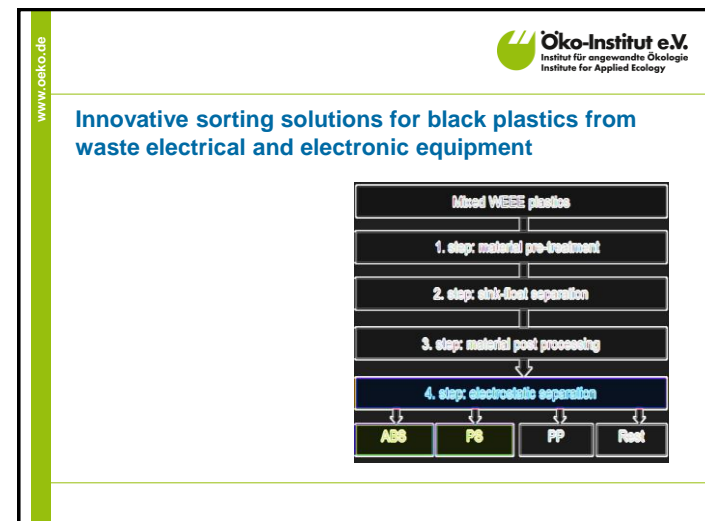 www.oeko.de
Öko-Institut e.V.
Institut für angewandte Ökologie
Institute for Applied Ecology
Innovative sorting solutions for black plastics from
waste electrical and electronic equipment
Mixed WEEE plastics
1. step: material pre-treatment
2. step: sink-float separation
3. step: material post processing
4. step: electrostatic separation
ABS PS PP Rest